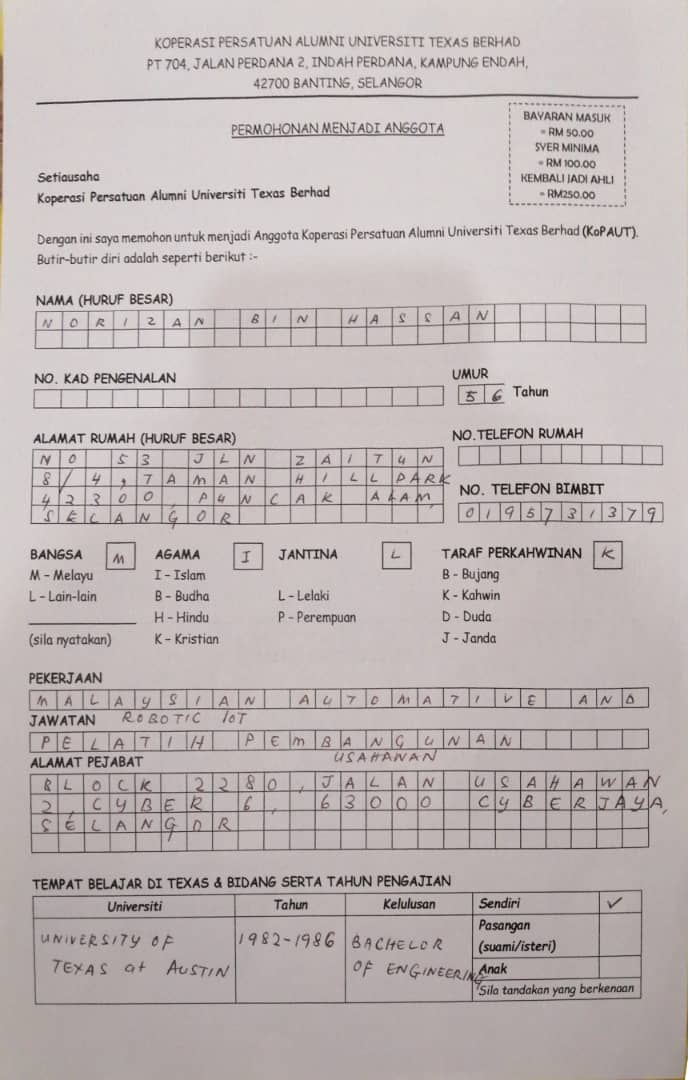 KOPERASI PERSATUAN ALUMNI UNIVERSITI TEXAS BERHAD
PT 704, JALAN PERDANA 2, INDAH PERDANA, KAMPUNG ENDAH,
42700 BANTING, SELANGOR
PERMOHONAN MENJADI ANGGOTA
BAYARAN MASUK
= RM 50.00
SYER MINIMA
= RM 100.00
KEMBALI JADI AHLI
= RM250.00
Setiausaha
Koperasi Persatuan Alumni Universiti Texas Berhad
Dengan ini saya memohon untuk menjadi Anggota Koperasi Persatuan Alumni Universiti Texas Berhad (KoPAUT).
Butir-butir diri adalah seperti berikut :-
NAMA (HURUF BESAR)
NORIZAN BIN HASSAN
NO. KAD PENGENALAN
UMUR
56 Tahun
ALAMAT RUMAH (HURUF BESAR)
NO 53 JLN ZAITUN
8/4, TAMAN HILLPARK
42300, PUNCAK ALAM,
SELANGOR
NO.TELEFON RUMAH
NO. TELEFON BIMBIT
0195731379
BANGSA M AGAMA I JANTINA L TARAF PERKAHWINAN K
M - Melayu I - Islam B - Bujang
L - Lain-lain B - Budha L - Lelaki K - Kahwin
H - Hindu P - Perempuan D - Duda
(sila nyatakan) K - Kristian J - Janda
PEKERJAAN
MALAYSIAN AUTOMATIVE AND
ROBOTIC IoT
JAWATAN
PELATIH PEMBANGUNAN
USAHANAN
ALAMAT PEJABAT
BLOCK 2280, JALAN USAHAWAN
2, CYBER 6, 63000 CYBERJAYA,
SELANGOR
TEMPAT BELAJAR DI TEXAS & BIDANG SERTA TAHUN PENGAJIAN
Universiti Tahun Kelulusan Sendiri ✓
UNIVERSITY OF TEXAS at AUSTIN
1982-1986
BACHELOR OF ENGINEERING
Pasangan
(suami/isteri)
Anak
Sila tandakan yang berkenaan